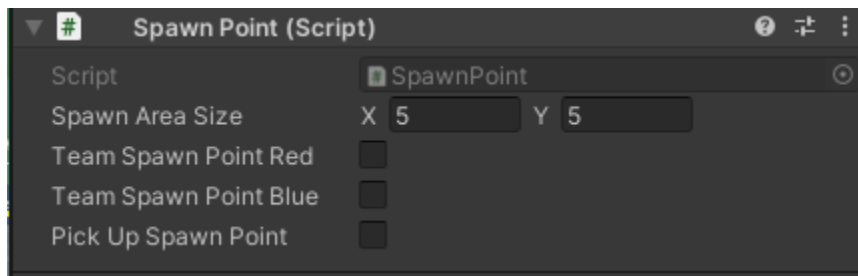 # Spawn Point (Script)
Script # SpawnPoint
Spawn Area Size X 5 Y 5
Team Spawn Point Red
Team Spawn Point Blue
Pick Up Spawn Point